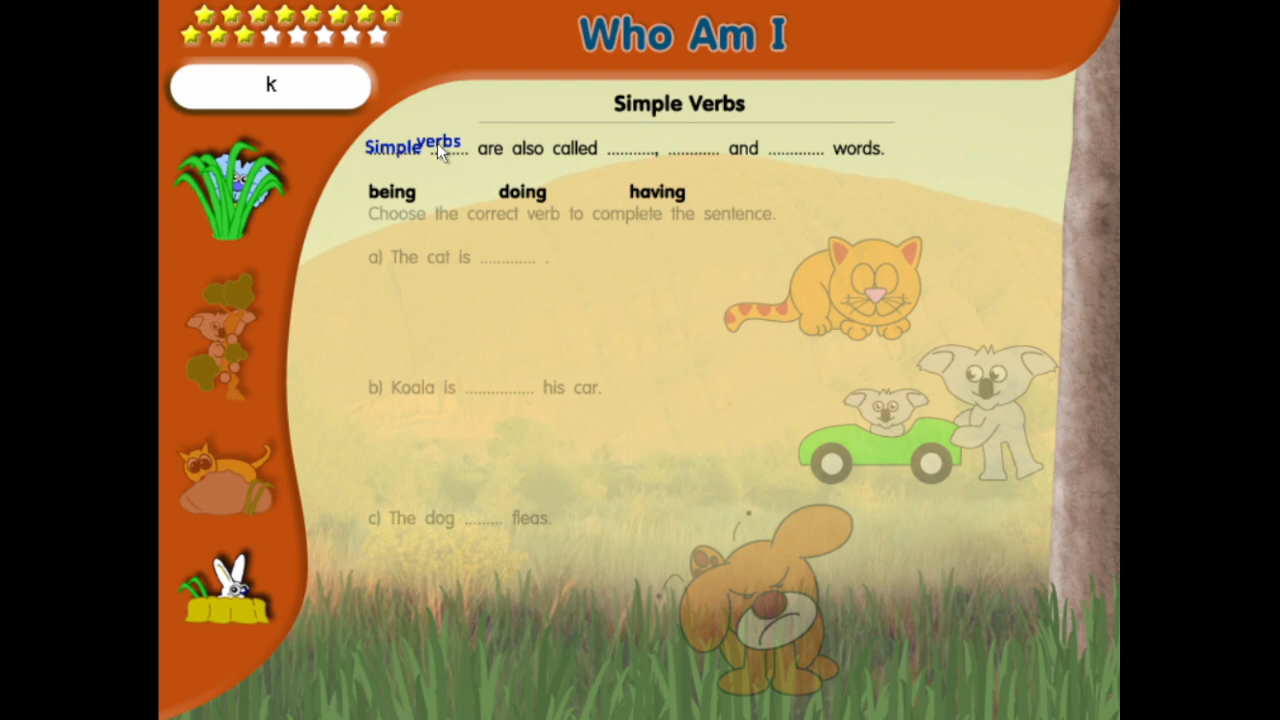 Who Am I
k
Simple Verbs
Simple verbs are also called ..........., ........... and ............ words.
being doing having
Choose the correct verb to complete the sentence.
a) The cat is ............ .
b) Koala is ............... his car.
c) The dog ......... fleas.